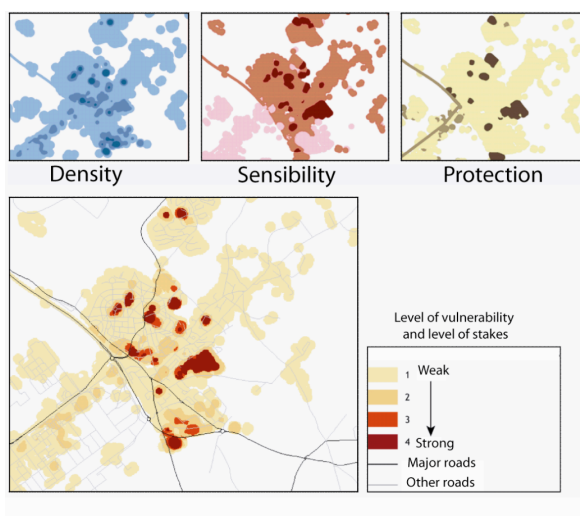 Density
Sensibility
Protection
Level of vulnerability
and level of stakes
1 Weak
2
3
4 Strong
Major roads
Other roads